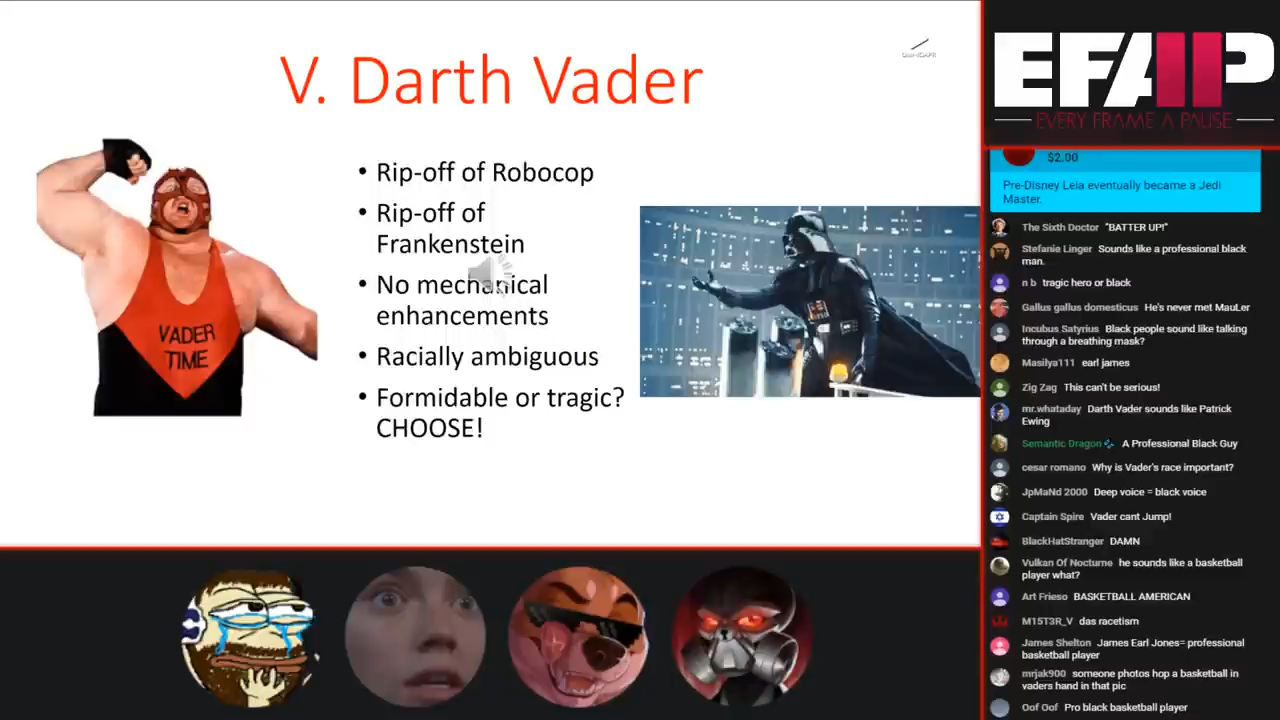 V. Darth Vader
VADER
TIME
• Rip-off of Robocop
• Rip-off of
Frankenstein
• No mechanical
enhancements
• Racially ambiguous
• Formidable or tragic?
CHOOSE!
EFAP
EVERY FRAME A PAUSE
$2.00
Pre-Disney Leia eventually became a Jedi
Master.
The Sixth Doctor "BATTER UP!"
Stefanie Linger Sounds like a professional black
man.
n b tragic hero or black
Gallus gallus domesticus He's never met MauLer
Incubus Satyrius Black people sound like talking
through a breathing mask?
Masilya111 earl james
Zig Zag This can't be serious!
mr.whataday Darth Vader sounds like Patrick
Ewing
Semantic Dragon A Professional Black Guy
cesar romano Why is Vader's race important?
JpMaNd 2000 Deep voice = black voice
Captain Spire Vader cant Jump!
BlackHatStranger DAMN
Vulkan Of Nocturne he sounds like a basketball
player what?
Art Frieso BASKETBALL AMERICAN
M15T3R_V das racetism
James Shelton James Earl Jones= professional
basketball player
mrjak900 someone photos hop a basketball in
vaders hand in that pic
Oof Oof Pro black basketball player